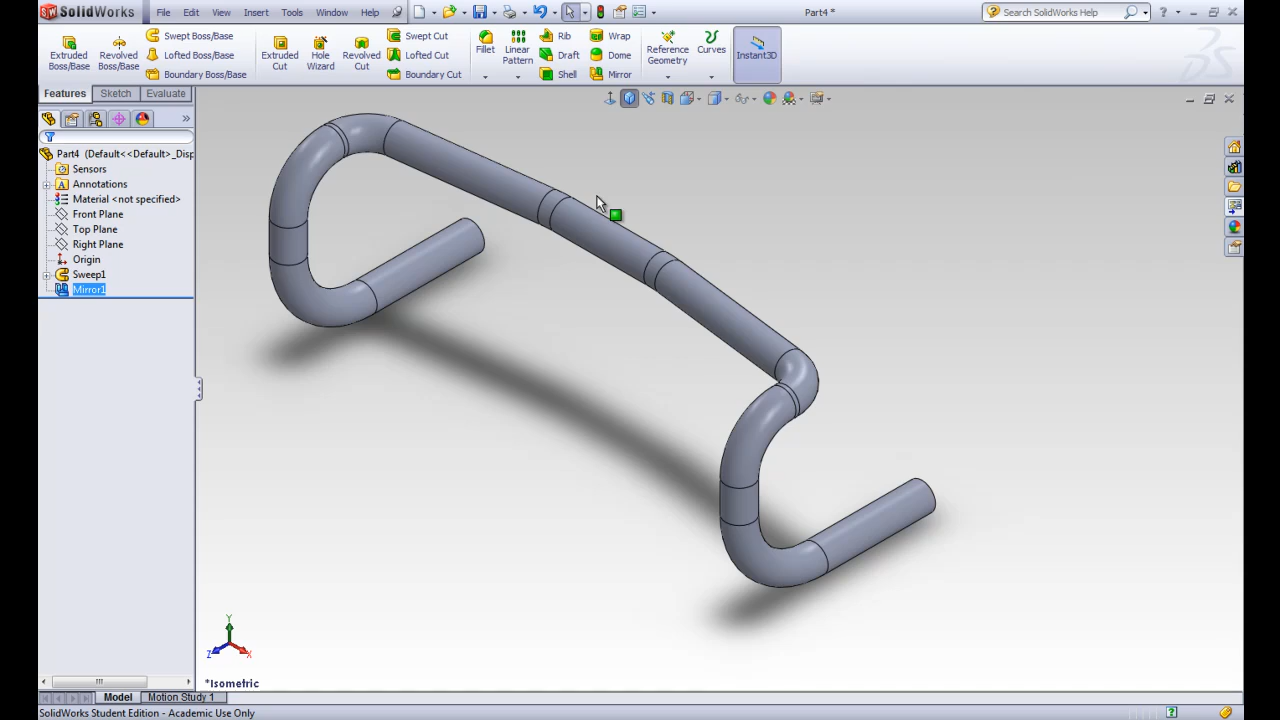 SolidWorks File Edit View Insert Tools Window Help Part4 * Search SolidWorks Help
Extruded Boss/Base
Revolved Boss/Base
Swept Boss/Base
Lofted Boss/Base
Boundary Boss/Base
Extruded Cut
Hole Wizard
Revolved Cut
Swept Cut
Lofted Cut
Boundary Cut
Fillet
Linear Pattern
Rib
Draft
Shell
Wrap
Dome
Mirror
Reference Geometry
Curves
Instant3D
Features Sketch Evaluate
Part4 (Default<<Default>_Disp
Sensors
Annotations
Material <not specified>
Front Plane
Top Plane
Right Plane
Origin
Sweep1
Mirror1
Y
Z X
*Isometric
Model Motion Study 1
SolidWorks Student Edition - Academic Use Only